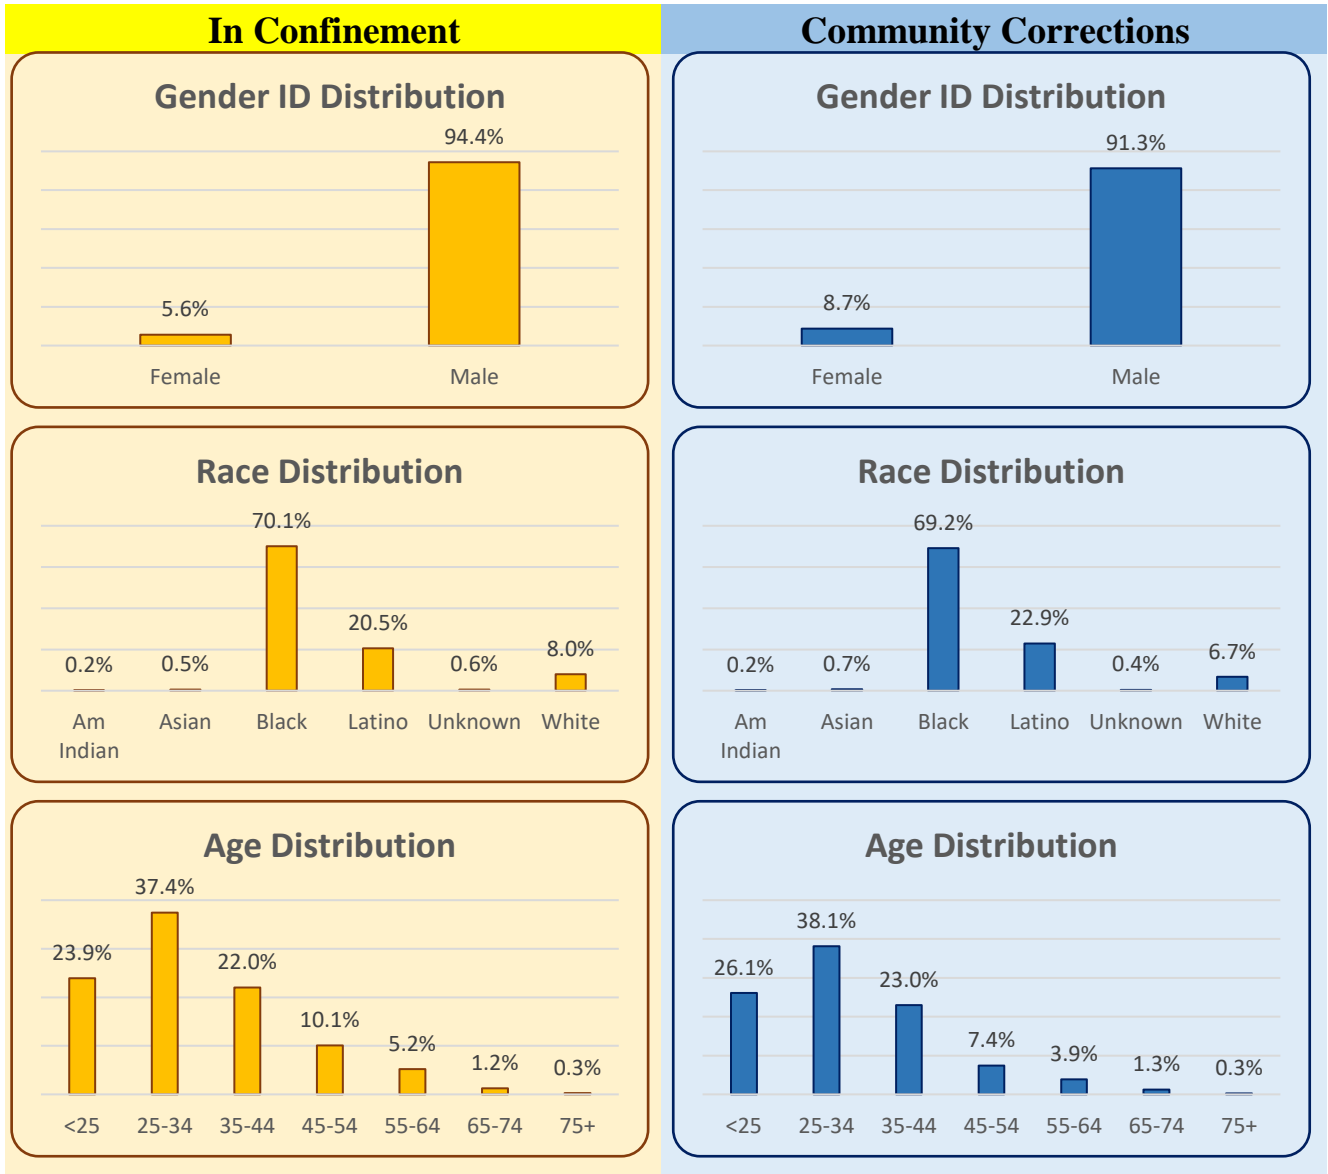 In Confinement
Community Corrections
Gender ID Distribution
94.4%
5.6%
Female Male
Gender ID Distribution
91.3%
8.7%
Female Male
Race Distribution
70.1%
20.5%
0.2% 0.5% 0.6% 8.0%
Am Asian Black Latino Unknown White
Indian
Race Distribution
69.2%
22.9%
0.2% 0.7% 0.4% 6.7%
Am Asian Black Latino Unknown White
Indian
Age Distribution
37.4%
23.9%
22.0%
10.1%
5.2%
1.2% 0.3%
<25 25-34 35-44 45-54 55-64 65-74 75+
Age Distribution
38.1%
26.1%
23.0%
7.4%
3.9%
1.3% 0.3%
<25 25-34 35-44 45-54 55-64 65-74 75+